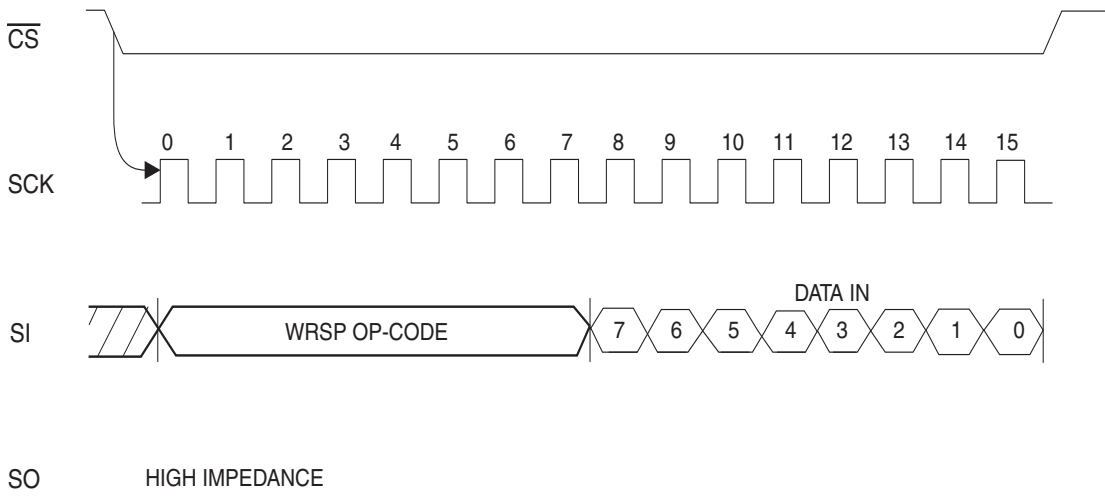 CS
0 1 2 3 4 5 6 7 8 9 10 11 12 13 14 15
SCK
DATA IN
SI WRSP OP-CODE 7 6 5 4 3 2 1 0
SO HIGH IMPEDANCE